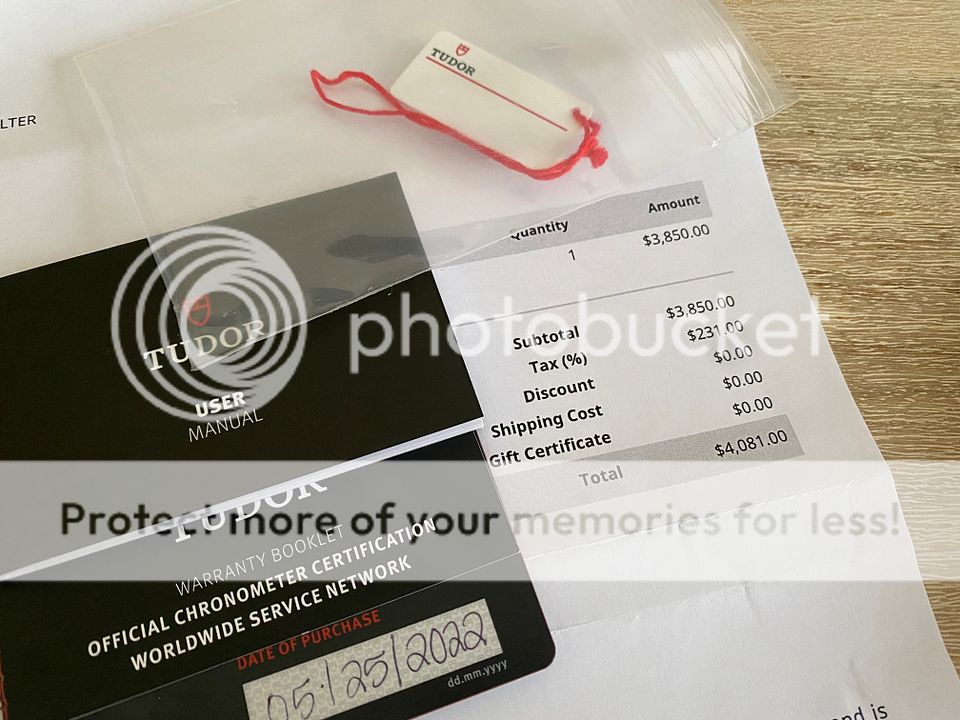 LTER
TUDOR
Quantity Amount
1 $3,850.00
Subtotal $3,850.00
Tax (%) $231.00
Discount $0.00
Shipping Cost $0.00
Gift Certificate $0.00
Total $4,081.00
TUDOR
USER
MANUAL
TUDOR
WARRANTY BOOKLET
OFFICIAL CHRONOMETER CERTIFICATION
WORLDWIDE SERVICE NETWORK
DATE OF PURCHASE
05/25/2022
dd.mm.yyyy
and is
photobucket
Protect more of your memories for less!